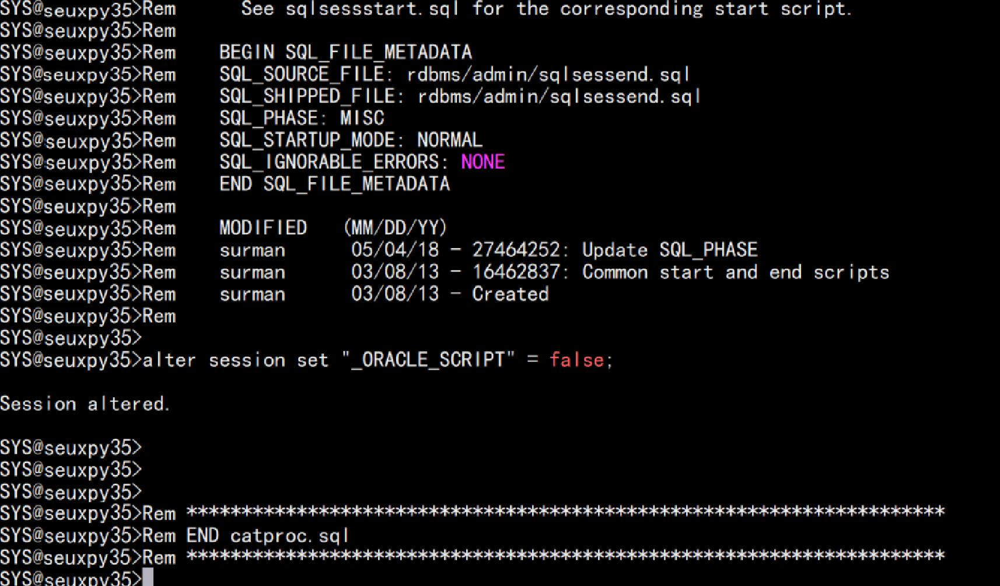 SYS@seuxpy35>Rem      See sqlsessstart.sql for the corresponding start script.
SYS@seuxpy35>Rem
SYS@seuxpy35>Rem    BEGIN SQL_FILE_METADATA
SYS@seuxpy35>Rem    SQL_SOURCE_FILE: rdbms/admin/sqlsessend.sql
SYS@seuxpy35>Rem    SQL_SHIPPED_FILE: rdbms/admin/sqlsessend.sql
SYS@seuxpy35>Rem    SQL_PHASE: MISC
SYS@seuxpy35>Rem    SQL_STARTUP_MODE: NORMAL
SYS@seuxpy35>Rem    SQL_IGNORABLE_ERRORS: NONE
SYS@seuxpy35>Rem    END SQL_FILE_METADATA
SYS@seuxpy35>Rem
SYS@seuxpy35>Rem    MODIFIED   (MM/DD/YY)
SYS@seuxpy35>Rem    surman      05/04/18 - 27464252: Update SQL_PHASE
SYS@seuxpy35>Rem    surman      03/08/13 - 16462837: Common start and end scripts
SYS@seuxpy35>Rem    surman      03/08/13 - Created
SYS@seuxpy35>Rem
SYS@seuxpy35>
SYS@seuxpy35>alter session set "_ORACLE_SCRIPT" = false;
Session altered.
SYS@seuxpy35>
SYS@seuxpy35>
SYS@seuxpy35>
SYS@seuxpy35>Rem *********************************************************************
SYS@seuxpy35>Rem END catproc.sql
SYS@seuxpy35>Rem *********************************************************************
SYS@seuxpy35>